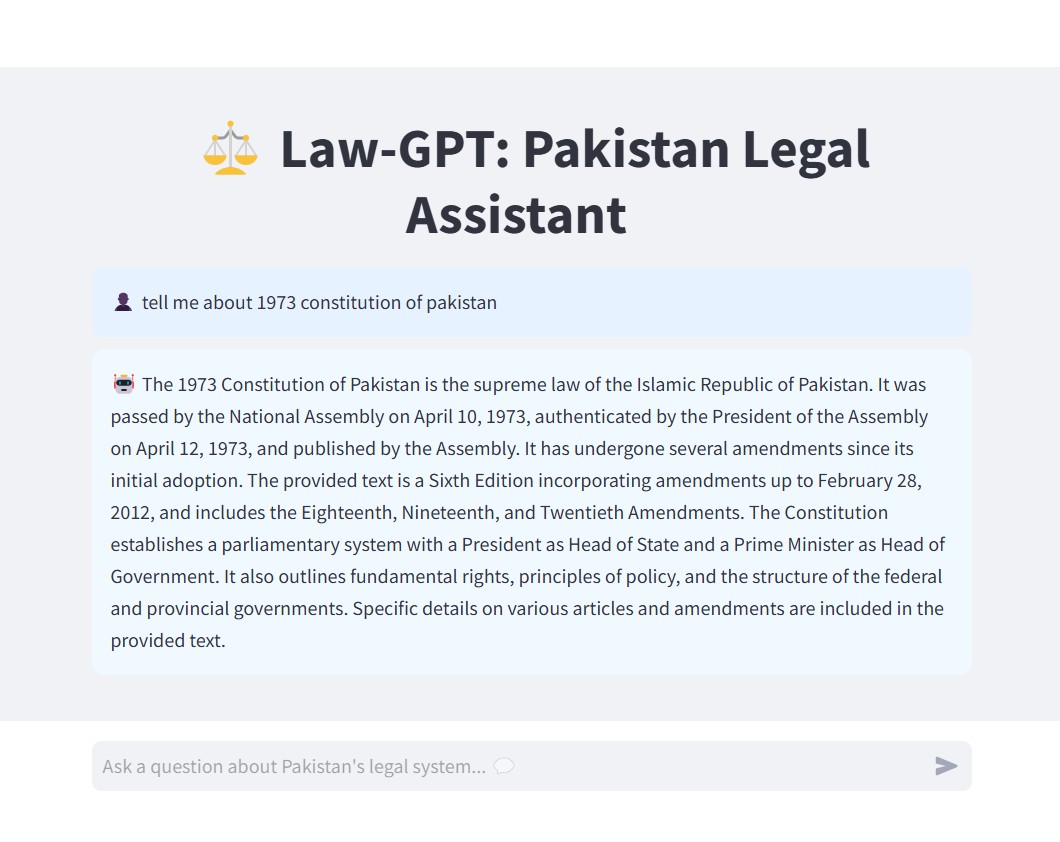 Law-GPT: Pakistan Legal
Assistant
tell me about 1973 constitution of pakistan
The 1973 Constitution of Pakistan is the supreme law of the Islamic Republic of Pakistan. It was
passed by the National Assembly on April 10, 1973, authenticated by the President of the Assembly
on April 12, 1973, and published by the Assembly. It has undergone several amendments since its
initial adoption. The provided text is a Sixth Edition incorporating amendments up to February 28,
2012, and includes the Eighteenth, Nineteenth, and Twentieth Amendments. The Constitution
establishes a parliamentary system with a President as Head of State and a Prime Minister as Head of
Government. It also outlines fundamental rights, principles of policy, and the structure of the federal
and provincial governments. Specific details on various articles and amendments are included in the
provided text.
Ask a question about Pakistan's legal system...